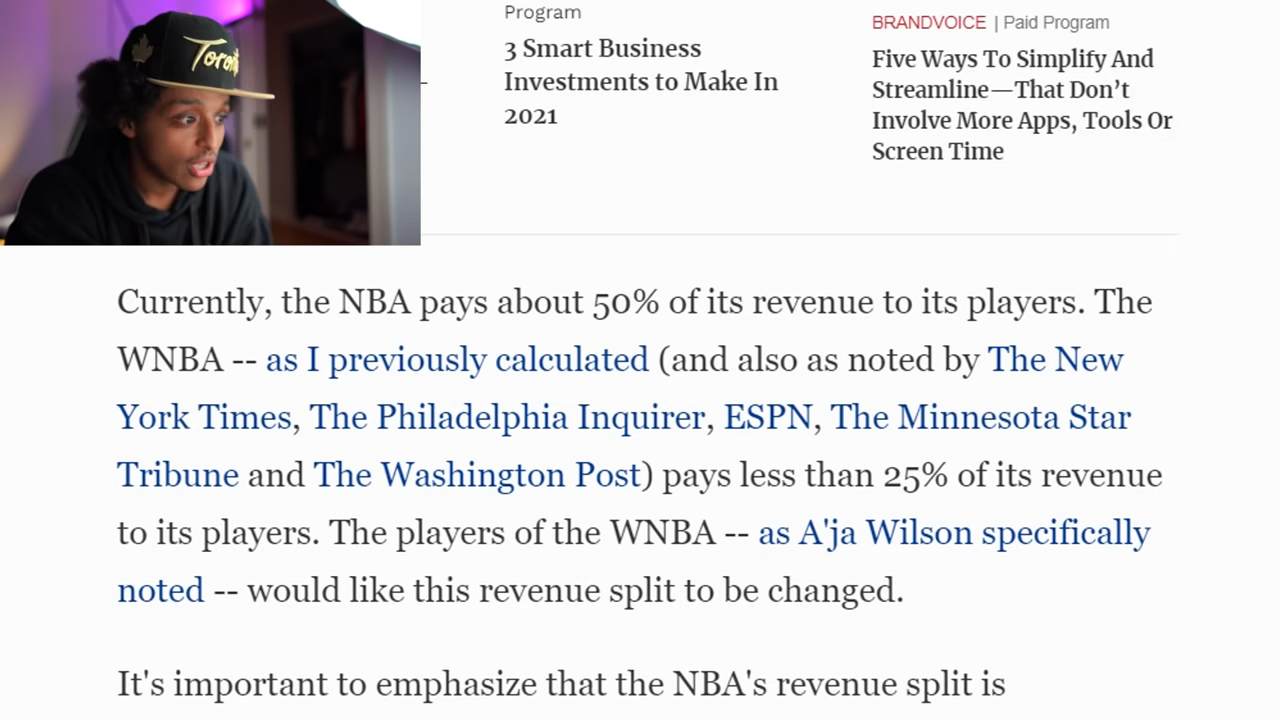 Toronto
Program
3 Smart Business
Investments to Make In
2021
BRANDVOICE | Paid Program
Five Ways To Simplify And
Streamline—That Don’t
Involve More Apps, Tools Or
Screen Time
Currently, the NBA pays about 50% of its revenue to its players. The
WNBA -- as I previously calculated (and also as noted by The New
York Times, The Philadelphia Inquirer, ESPN, The Minnesota Star
Tribune and The Washington Post) pays less than 25% of its revenue
to its players. The players of the WNBA -- as A'ja Wilson specifically
noted -- would like this revenue split to be changed.
It's important to emphasize that the NBA's revenue split is